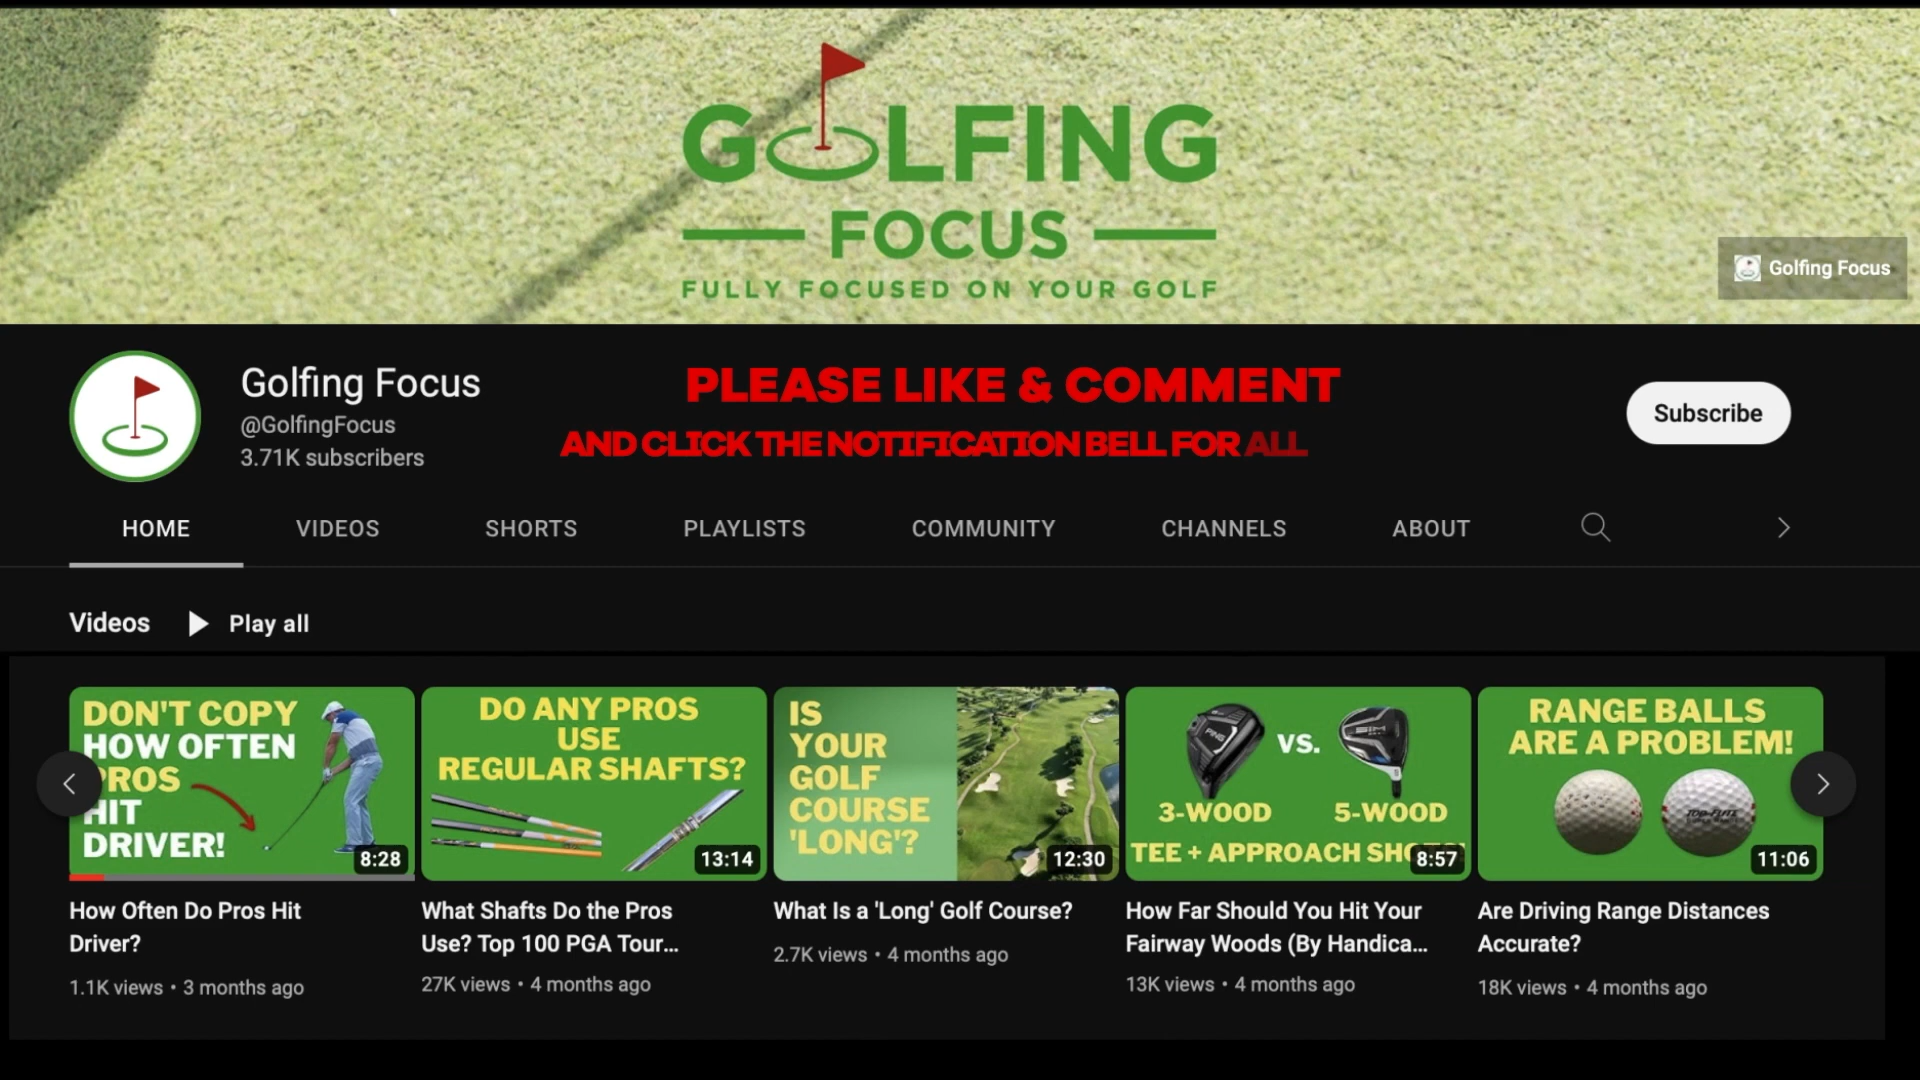 GOLFING
FOCUS
FULLY FOCUSED ON YOUR GOLF
Golfing Focus
Golfing Focus
@GolfingFocus
3.71K subscribers
PLEASE LIKE & COMMENT
AND CLICK THE NOTIFICATION BELL FOR ALL
Subscribe
HOME VIDEOS SHORTS PLAYLISTS COMMUNITY CHANNELS ABOUT
Videos Play all
DON'T COPY
HOW OFTEN
PROS
HIT
DRIVER!
8:28
How Often Do Pros Hit
Driver?
1.1K views • 3 months ago
DO ANY PROS
USE
REGULAR SHAFTS?
13:14
What Shafts Do the Pros
Use? Top 100 PGA Tour...
27K views • 4 months ago
IS
YOUR
GOLF
COURSE
'LONG'?
12:30
What Is a 'Long' Golf Course?
2.7K views • 4 months ago
PING
VS.
SIM
3-WOOD 5-WOOD
TEE + APPROACH
8:57
How Far Should You Hit Your
Fairway Woods (By Handica...
13K views • 4 months ago
RANGE BALLS
ARE A PROBLEM!
TOP-FLITE
11:06
Are Driving Range Distances
Accurate?
18K views • 4 months ago